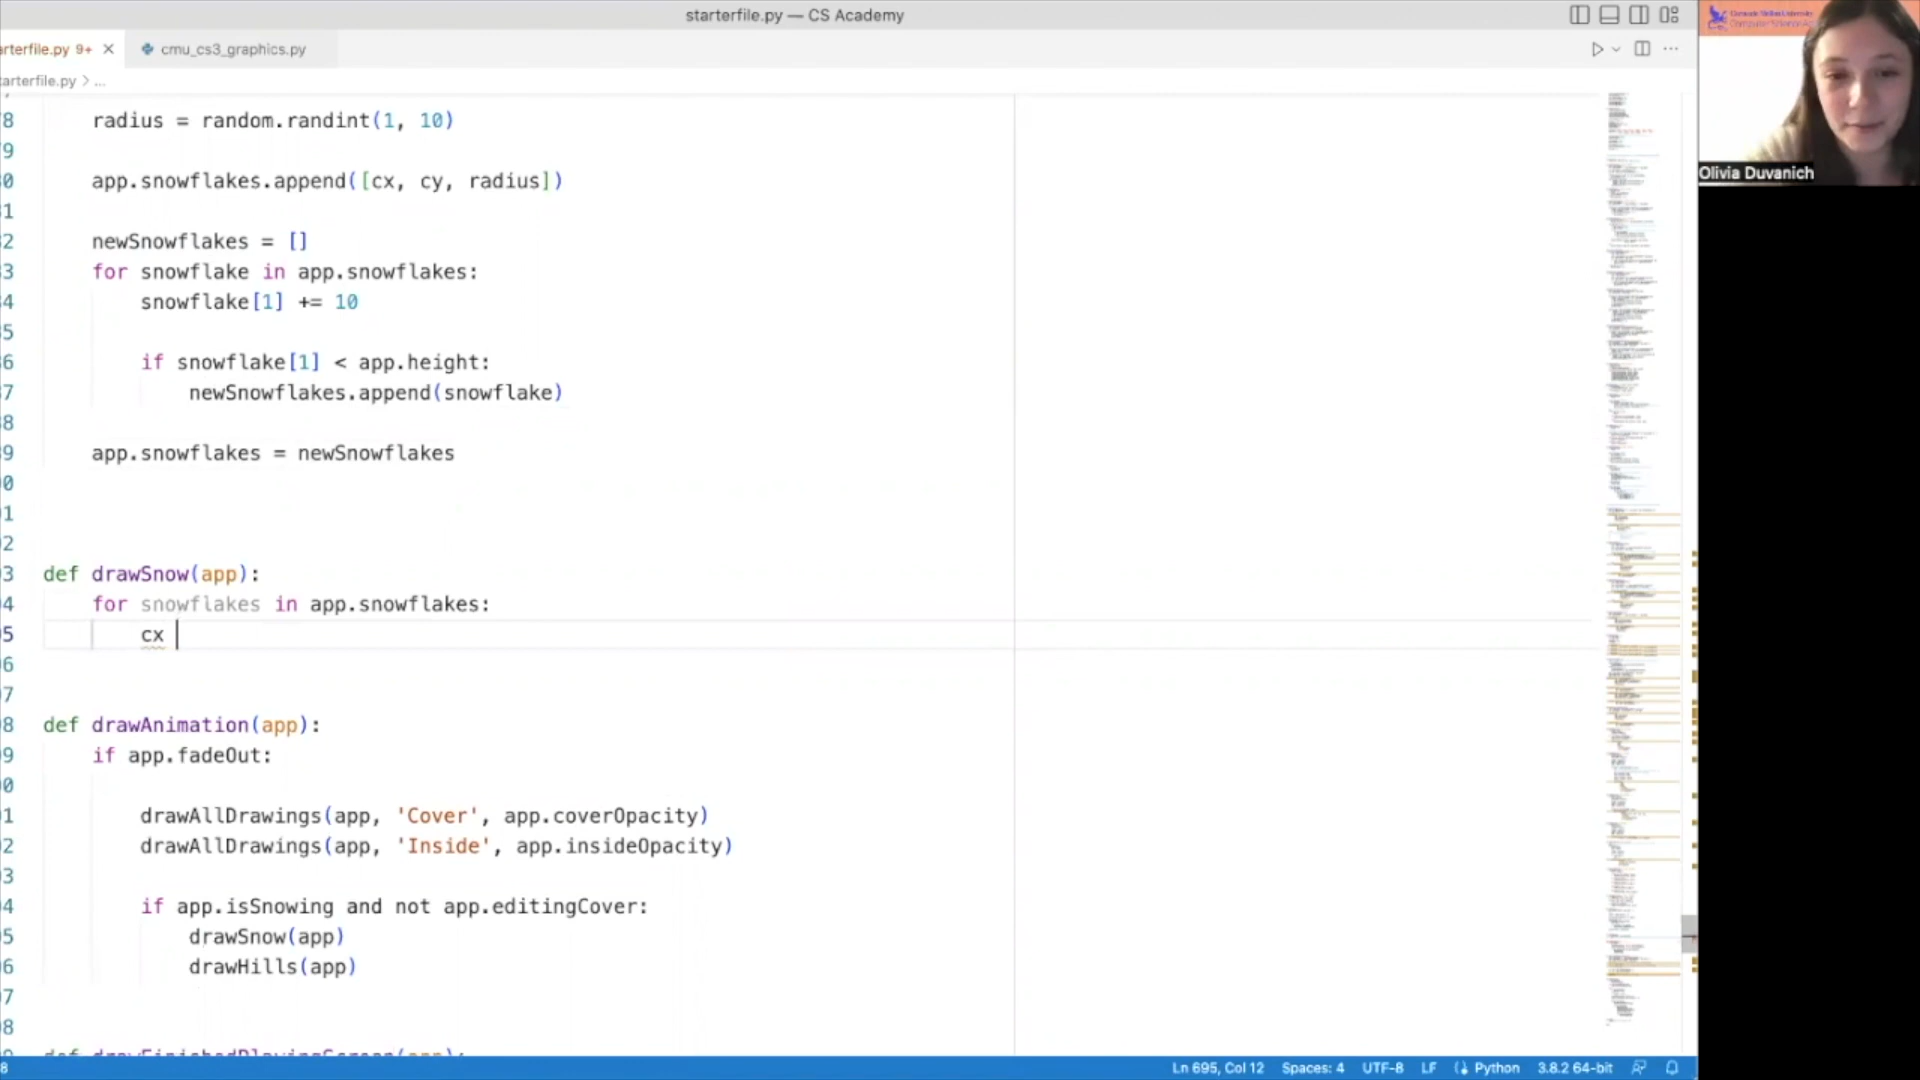 starterfile.py — CS Academy
arterfile.py 9+
cmu_cs3_graphics.py
tarterfile.py > ...
8 radius = random.randint(1, 10)
9
0 app.snowflakes.append([cx, cy, radius])
1
2 newSnowflakes = []
3 for snowflake in app.snowflakes:
4 snowflake[1] += 10
5
6 if snowflake[1] < app.height:
7 newSnowflakes.append(snowflake)
8
9 app.snowflakes = newSnowflakes
0
1
2
3 def drawSnow(app):
4 for snowflakes in app.snowflakes:
5 cx
6
7
8 def drawAnimation(app):
9 if app.fadeOut:
0
1 drawAllDrawings(app, 'Cover', app.coverOpacity)
2 drawAllDrawings(app, 'Inside', app.insideOpacity)
3
4 if app.isSnowing and not app.editingCover:
5 drawSnow(app)
6 drawHills(app)
7
8
8
Ln 695, Col 12 Spaces: 4 UTF-8 LF Python 3.8.2 64-bit
Carnegie Mellon University
Olivia Duvanich